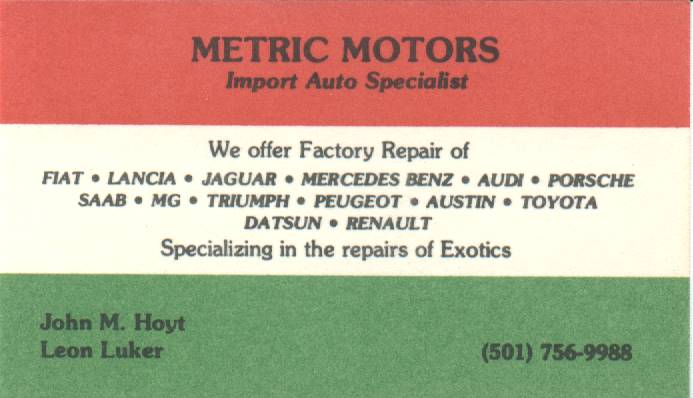 METRIC MOTORS
Import Auto Specialist
We offer Factory Repair of
FIAT • LANCIA • JAGUAR • MERCEDES BENZ • AUDI • PORSCHE
SAAB • MG • TRIUMPH • PEUGEOT • AUSTIN • TOYOTA
DATSUN • RENAULT
Specializing in the repairs of Exotics
John M. Hoyt
Leon Luker
(501) 756-9988